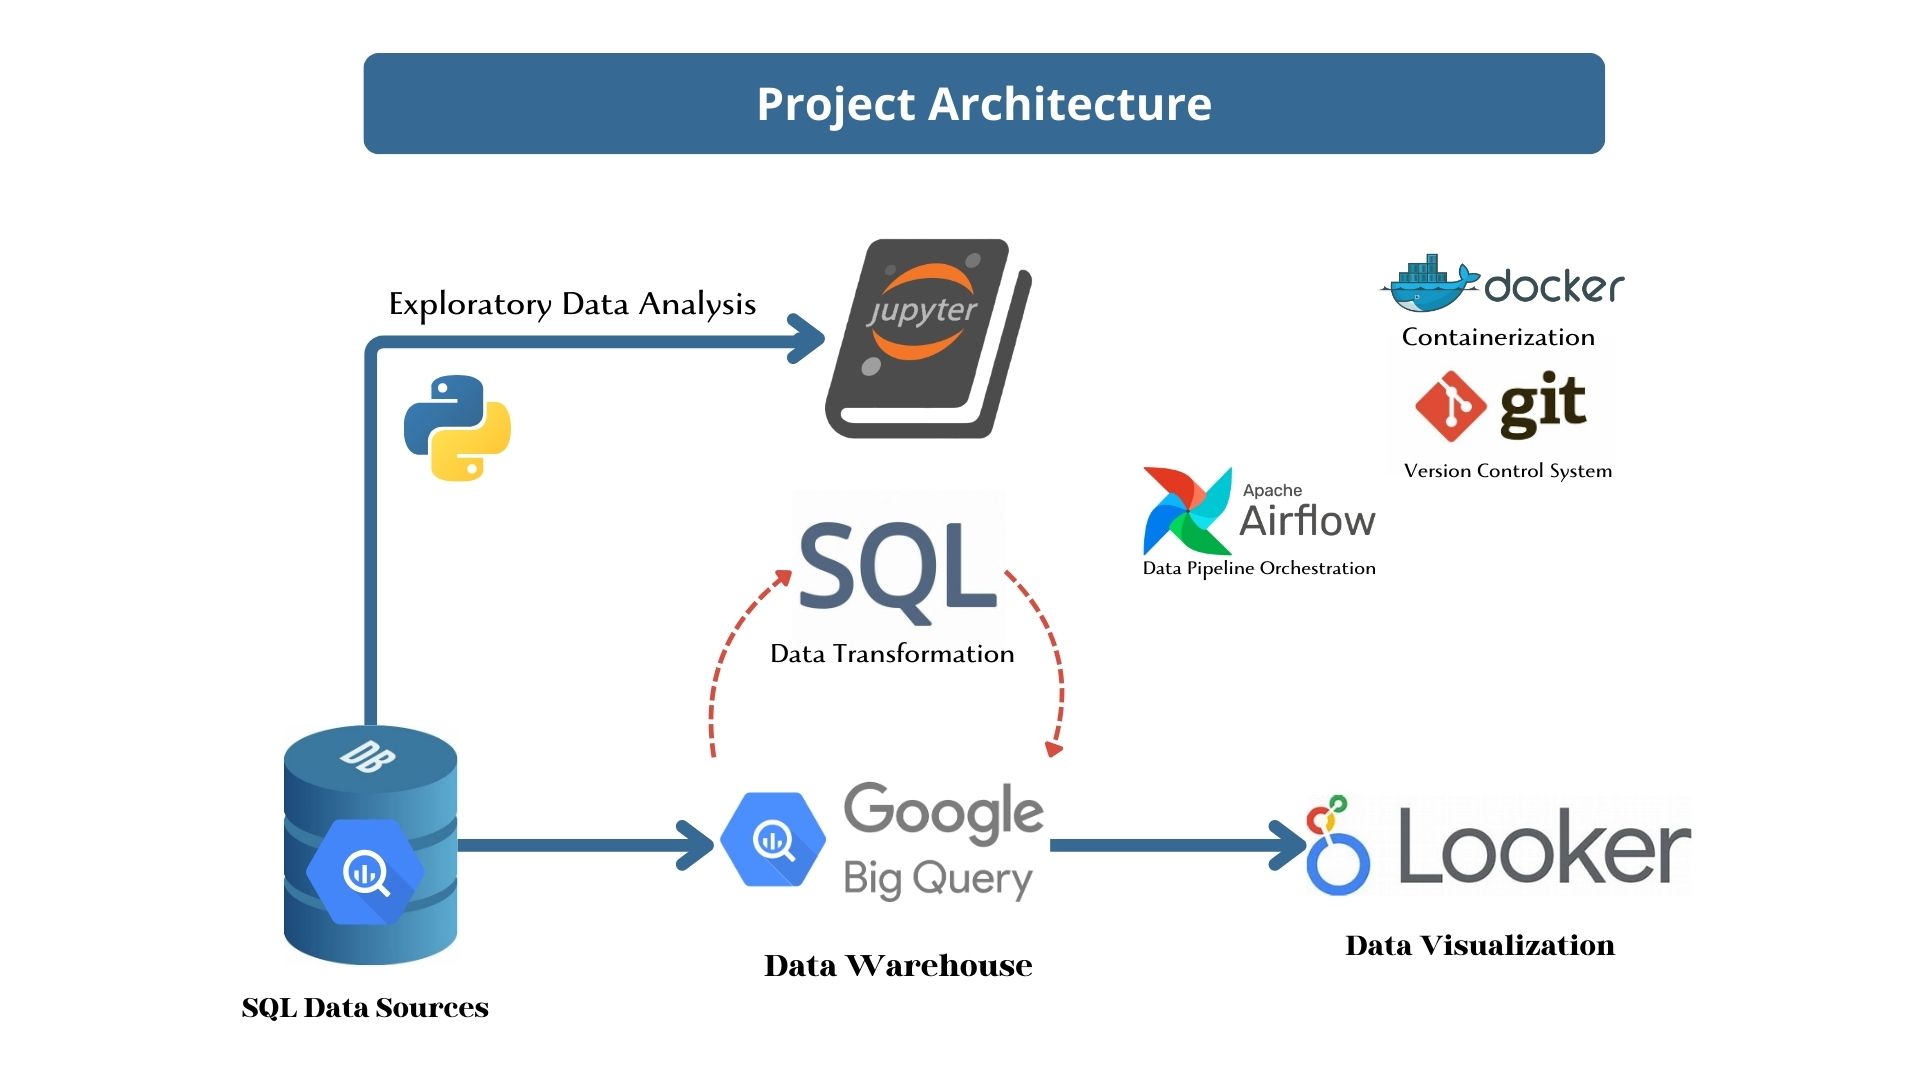 Project Architecture
Exploratory Data Analysis
jupyter
docker
Containerization
git
Version Control System
Apache
Airflow
Data Pipeline Orchestration
SQL
Data Transformation
DB
Google
Big Query
Looker
Data Warehouse
Data Visualization
SQL Data Sources